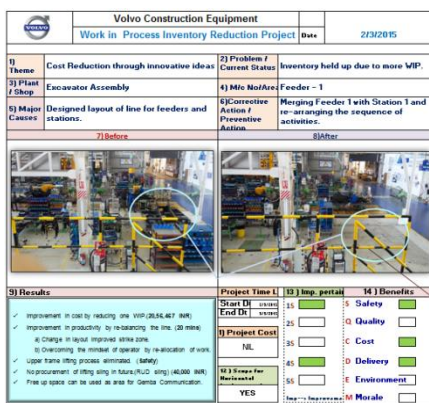 VOLVO
Volvo Construction Equipment
Work in Process Inventory Reduction Project
Date
2/3/2015
1) Theme
Cost Reduction through innovative ideas
2) Problem / Current Status
Inventory held up due to more WIP.
3) Plant / Shop
Excavator Assembly
4) M/c No/Area
Feeder - 1
5) Major Causes
Designed layout of line for feeders and stations.
6)Corrective Action / Preventive Action
Merging Feeder 1 with Station 1 and re-arranging the sequence of activities.
7)Before
8)After
9) Results
✓ Improvement in cost by reducing one WIP.(20,56,467 INR)
✓ Improvement in productivity by re-balancing the line. (20 mins)
a) Change in layout improved strike zone.
b) Overcoming the mindset of operator by re-allocation of work.
✓ Upper frame lifting process eliminated. (Safety)
✓ No procurement of lifting sling in future.(RUD sling) (40,000 INR)
✓ Free up space can be used as area for Gemba Communication.
Project Time L
Start D
End Dt
1) Project Cost
NIL
12 ) Scope for Horizontal
YES
13 ) Imp. pertain
1S
2S
3S
4S
5S
14 ) Benefits
S Safety
Q Quality
C Cost
D Delivery
E Environment
M Morale